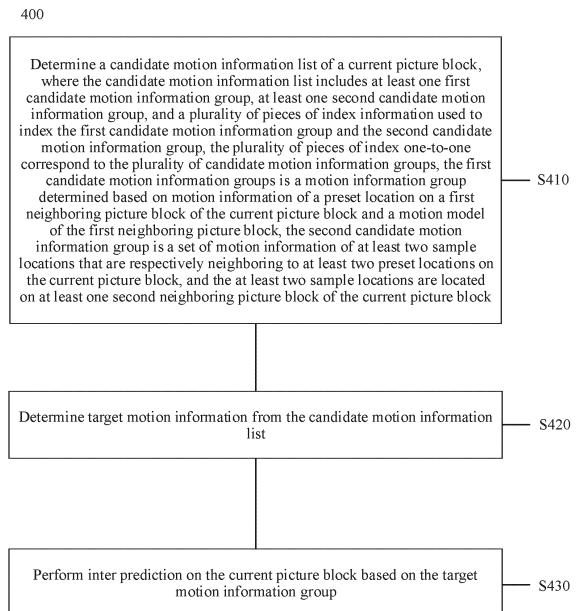 400
Determine a candidate motion information list of a current picture block,
where the candidate motion information list includes at least one first
candidate motion information group, at least one second candidate motion
information group, and a plurality of pieces of index information used to
index the first candidate motion information group and the second candidate
motion information group, the plurality of pieces of index one-to-one
correspond to the plurality of candidate motion information groups, the first
candidate motion information groups is a motion information group
determined based on motion information of a preset location on a first
neighboring picture block of the current picture block and a motion model
of the first neighboring picture block, the second candidate motion
information group is a set of motion information of at least two sample
locations that are respectively neighboring to at least two preset locations on
the current picture block, and the at least two sample locations are located
on at least one second neighboring picture block of the current picture block
S410
Determine target motion information from the candidate motion information
list
S420
Perform inter prediction on the current picture block based on the target
motion information group
S430